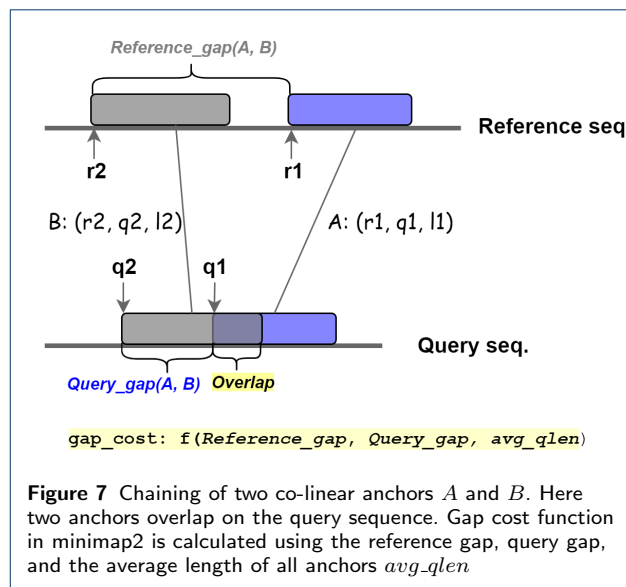 Reference_gap(A, B)
Reference seq
r2
r1
B: (r2, q2, l2)
A: (r1, q1, l1)
q2
q1
Query seq.
Query_gap(A, B)
Overlap
gap_cost: f(Reference_gap, Query_gap, avg_qlen)
Figure 7 Chaining of two co-linear anchors A and B. Here
two anchors overlap on the query sequence. Gap cost function
in minimap2 is calculated using the reference gap, query gap,
and the average length of all anchors avg_qlen